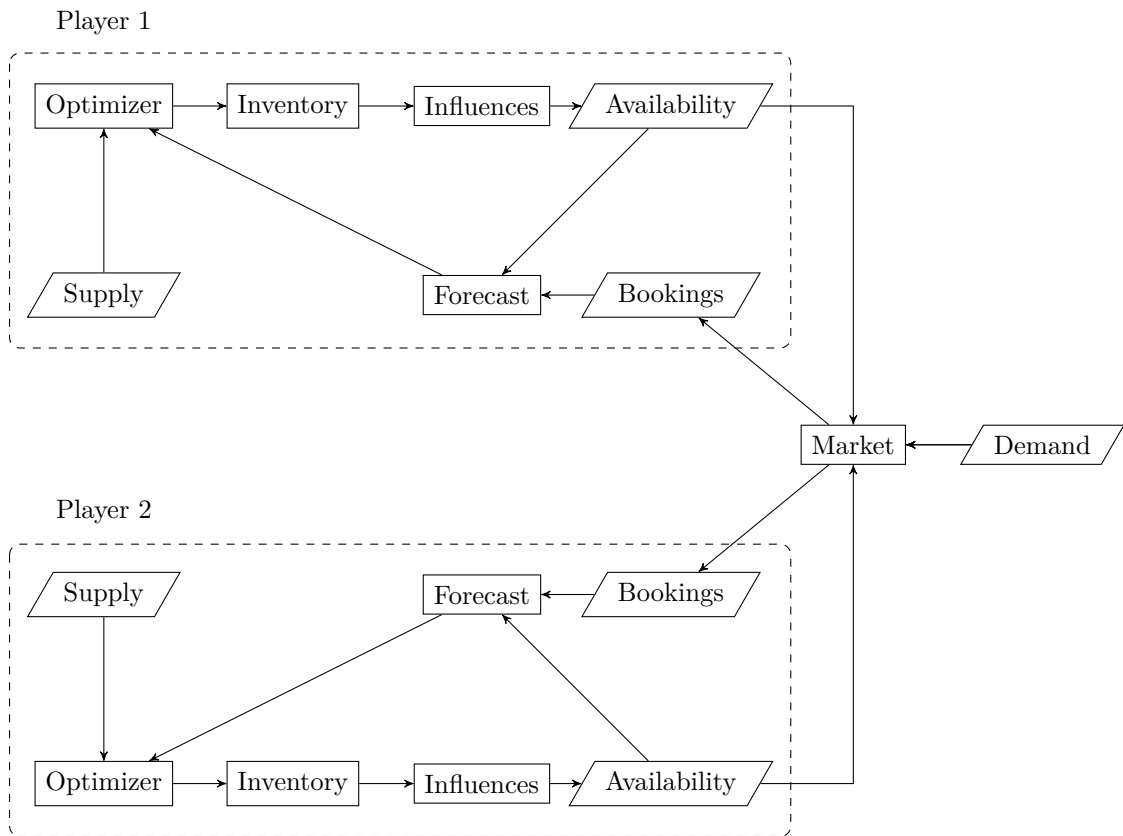 Player 1
Optimizer
Inventory
Influences
Availability
Supply
Forecast
Bookings
Market
Demand
Player 2
Supply
Forecast
Bookings
Optimizer
Inventory
Influences
Availability